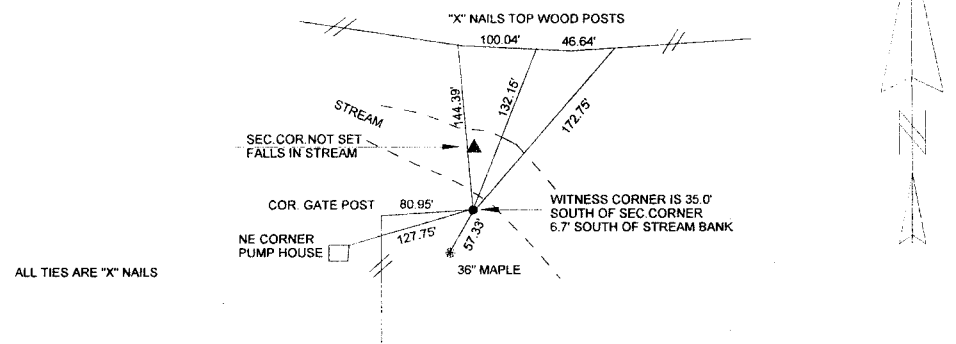 "X" NAILS TOP WOOD POSTS
100.04'
46.64'
144.39'
132.15'
172.75'
STREAM
SEC.COR.NOT SET
FALLS IN STREAM
COR. GATE POST
80.95'
WITNESS CORNER IS 35.0'
SOUTH OF SEC.CORNER
6.7' SOUTH OF STREAM BANK
NE CORNER
PUMP HOUSE
127.75'
57.33'
36" MAPLE
ALL TIES ARE "X" NAILS
N